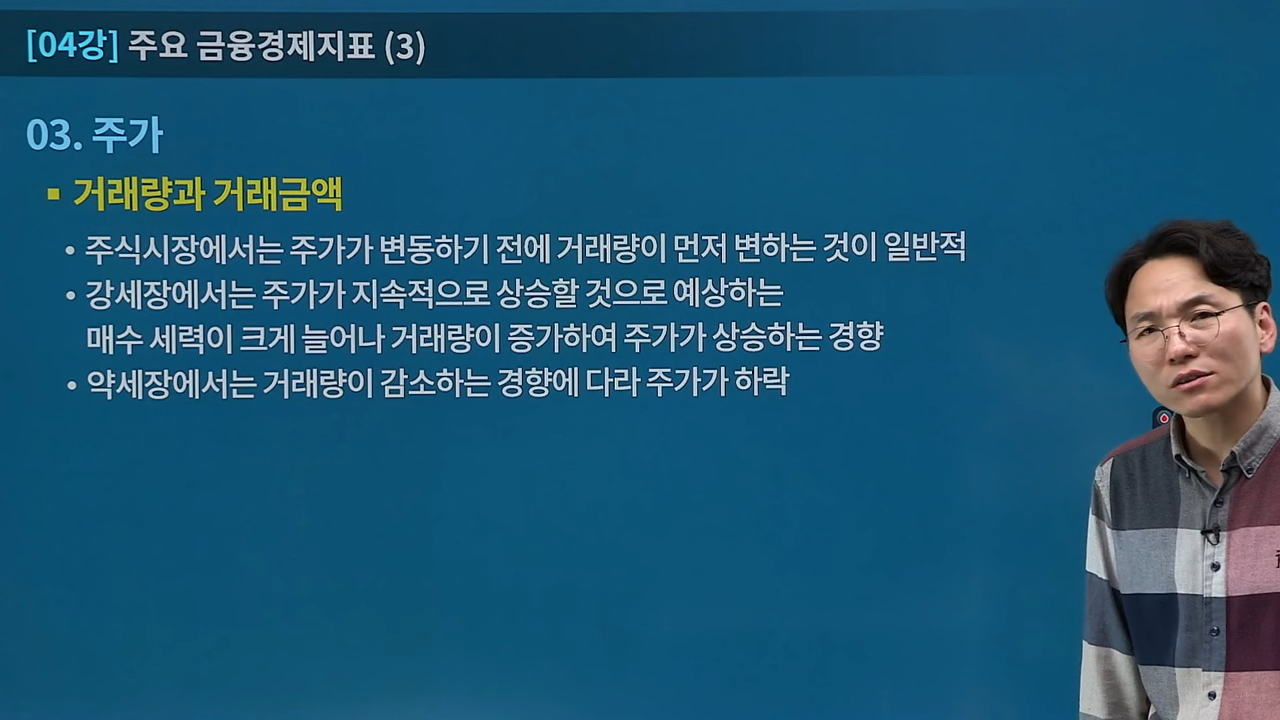 [04강] 주요 금융경제지표 (3)
03. 주가
▪ 거래량과 거래금액
• 주식시장에서는 주가가 변동하기 전에 거래량이 먼저 변하는 것이 일반적
• 강세장에서는 주가가 지속적으로 상승할 것으로 예상하는
매수 세력이 크게 늘어나 거래량이 증가하여 주가가 상승하는 경향
• 약세장에서는 거래량이 감소하는 경향에 다라 주가가 하락